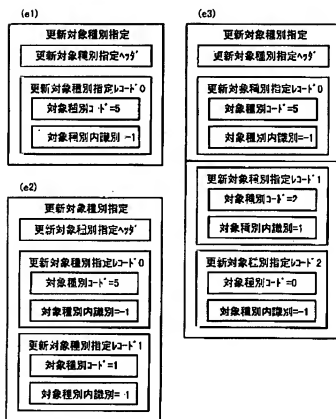 (e1)
更新対象種別指定
更新対象種別指定ヘッダ
更新対象種別指定レコード0
対象種別コード=5
対象種別内識別=-1
(e2)
更新対象種別指定
更新対象種別指定ヘッダ
更新対象種別指定レコード0
対象種別コード=5
対象種別内識別=-1
更新対象種別指定レコード1
対象種別コード=1
対象種別内識別=-1
(e3)
更新対象種別指定
更新対象種別指定ヘッダ
更新対象種別指定レコード0
対象種別コード=5
対象種別内識別=-1
更新対象種別指定レコード1
対象種別コード=2
対象種別内識別=1
更新対象種別指定レコード2
対象種別コード=0
対象種別内識別=-1